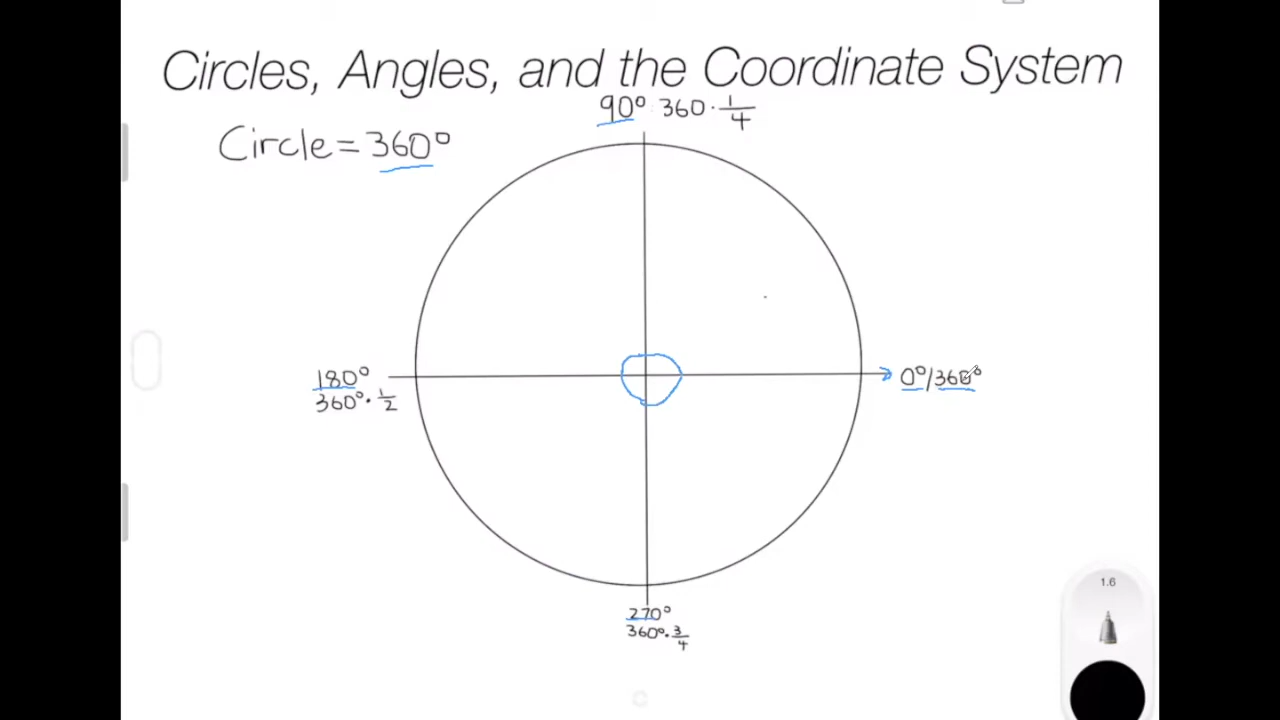 Circles, Angles, and the Coordinate System
90° 360 · 1/4
Circle = 360°
180°
360° · 1/2
0°/360°
270°
360° · 3/4
1.6